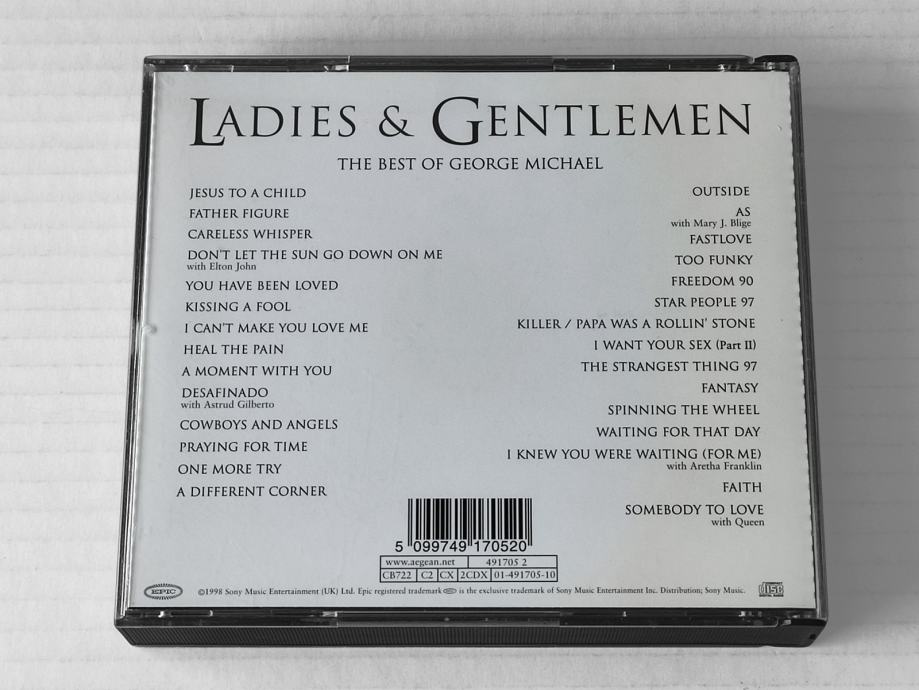 LADIES & GENTLEMEN
THE BEST OF GEORGE MICHAEL
JESUS TO A CHILD
FATHER FIGURE
CARELESS WHISPER
DON'T LET THE SUN GO DOWN ON ME
with Elton John
YOU HAVE BEEN LOVED
KISSING A FOOL
I CAN'T MAKE YOU LOVE ME
HEAL THE PAIN
A MOMENT WITH YOU
DESAFINADO
with Astrud Gilberto
COWBOYS AND ANGELS
PRAYING FOR TIME
ONE MORE TRY
A DIFFERENT CORNER
OUTSIDE
AS
with Mary J. Blige
FASTLOVE
TOO FUNKY
FREEDOM 90
STAR PEOPLE 97
KILLER / PAPA WAS A ROLLIN' STONE
I WANT YOUR SEX (Part II)
THE STRANGEST THING 97
FANTASY
SPINNING THE WHEEL
WAITING FOR THAT DAY
I KNEW YOU WERE WAITING (FOR ME)
with Aretha Franklin
FAITH
SOMEBODY TO LOVE
with Queen
5 099749 170520
www.aegean.net 491705 2
CB722 C2 CX 2CDX 01-491705-10
EPIC ©1998 Sony Music Entertainment (UK) Ltd. Epic registered trademark EPIC is the exclusive trademark of Sony Music Entertainment Inc. Distribution; Sony Music. COMPACT disc DIGITAL AUDIO